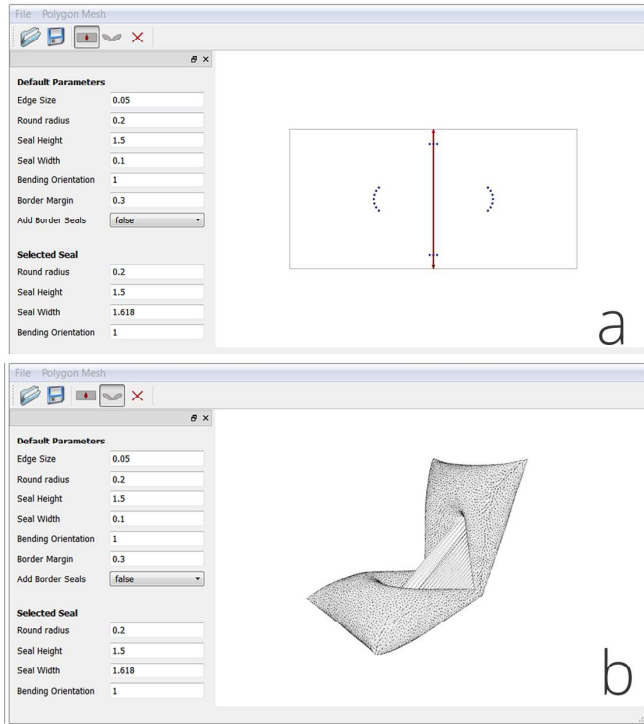 File Polygon Mesh
Default Parameters
Edge Size 0.05
Round radius 0.2
Seal Height 1.5
Seal Width 0.1
Bending Orientation 1
Border Margin 0.3
Add Border Seals false
Selected Seal
Round radius 0.2
Seal Height 1.5
Seal Width 1.618
Bending Orientation 1
a
File Polygon Mesh
Default Parameters
Edge Size 0.05
Round radius 0.2
Seal Height 1.5
Seal Width 0.1
Bending Orientation 1
Border Margin 0.3
Add Border Seals false
Selected Seal
Round radius 0.2
Seal Height 1.5
Seal Width 1.618
Bending Orientation 1
b